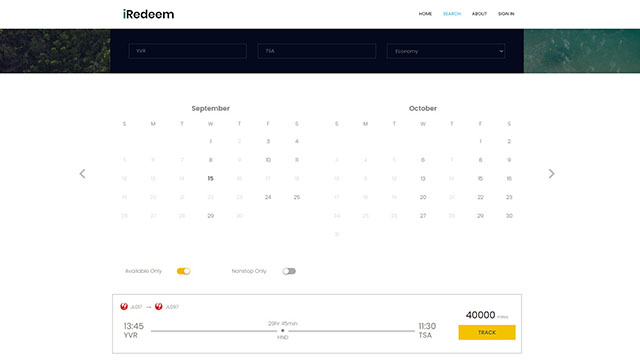 iRedeem
HOME SEARCH ABOUT SIGN IN
YVR TSA Economy
September October
S M T W T F S S M T W T F S
1 2 3 4 1 2
5 6 7 8 9 10 11 3 4 5 6 7 8 9
12 13 14 15 16 17 18 10 11 12 13 14 15 16
19 20 21 22 23 24 25 17 18 19 20 21 22 23
26 27 28 29 30 24 25 26 27 28 29 30
31
Available Only Nonstop Only
13:45 29hr 45min 11:30 40000
YVR HND TSA TRACK